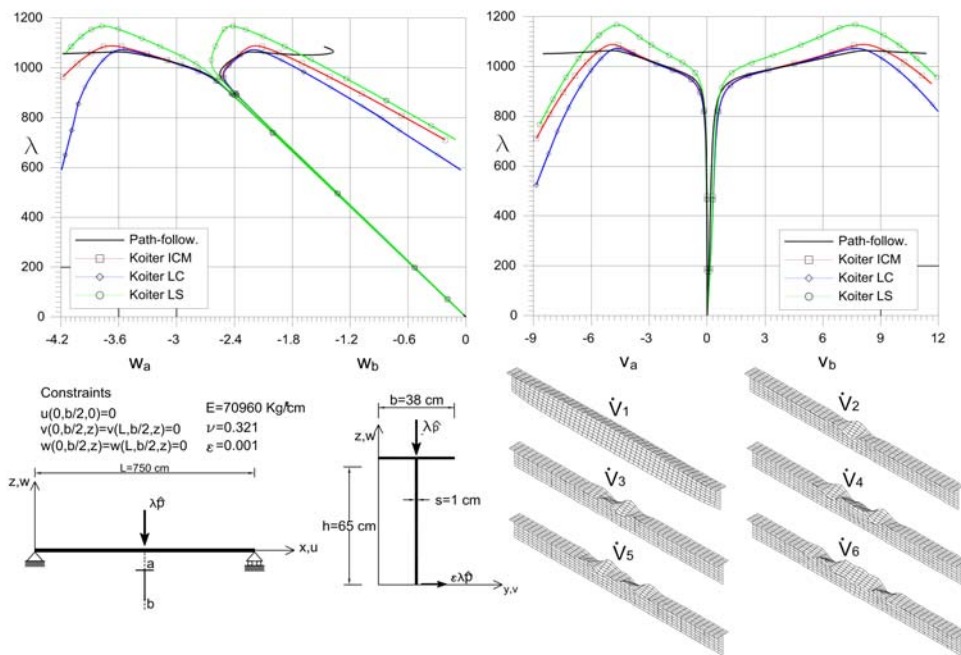 1200
1000
800
600
400
200
0
λ
Path-follow.
Koiter ICM
Koiter LC
Koiter LS
-4.2 -3.6 -3 -2.4 -1.8 -1.2 -0.6 0
wa wb
1200
1000
800
600
400
200
0
λ
Path-follow.
Koiter ICM
Koiter LC
Koiter LS
-9 -6 -3 0 3 6 9 12
va vb
Constraints
u(0,b/2,0)=0
v(0,b/2,z)=v(L,b/2,z)=0
w(0,b/2,z)=w(L,b/2,z)=0
E=70960 Kg/cm
ν=0.321
ε=0.001
L=750 cm
z,w
λp̂
x,u
a
b
b=38 cm
z,w
λp̂
s=1 cm
h=65 cm
ελp̂
y,v
V̇1
V̇2
V̇3
V̇4
V̇5
V̇6